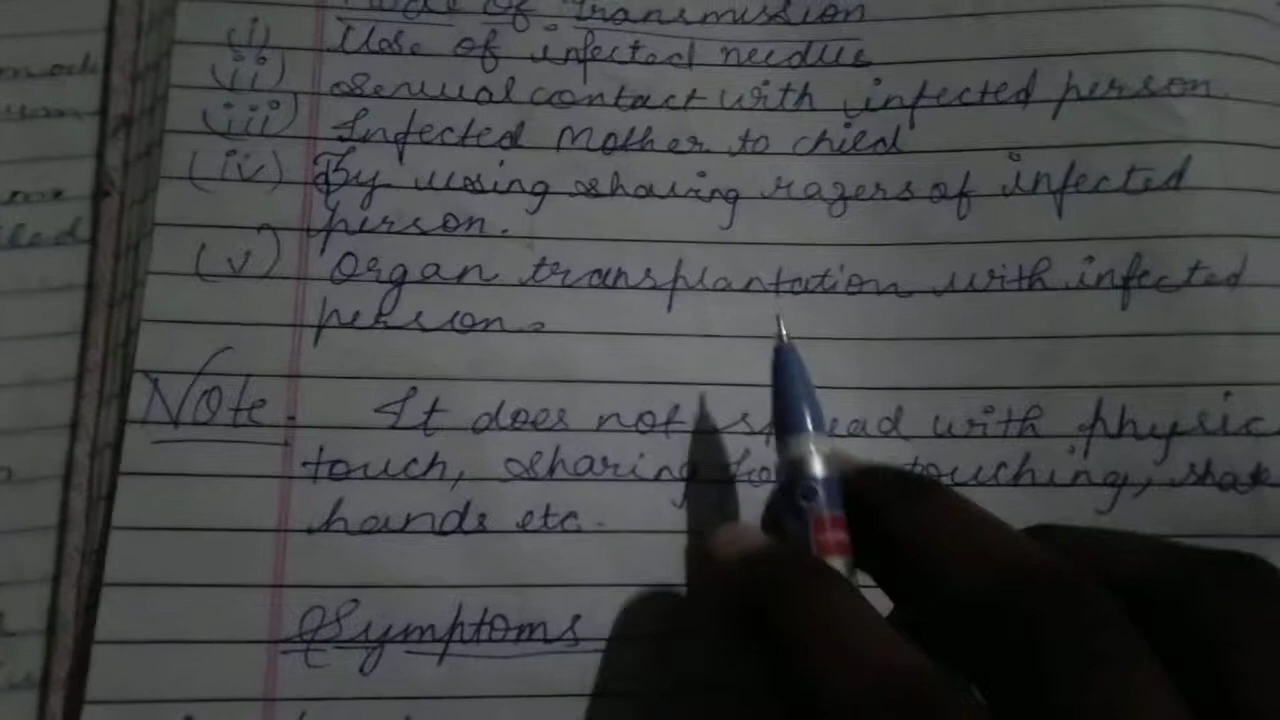 of transmission
(i) Use of infected needles
(ii) Sexual contact with infected person
(iii) Infected Mother to child
(iv) By using shaving razers of infected
person.
(v) Organ transplantation with infected
person.
Note. It does not spread with physic
touch, sharing touching, shak
hands etc.
Symptoms